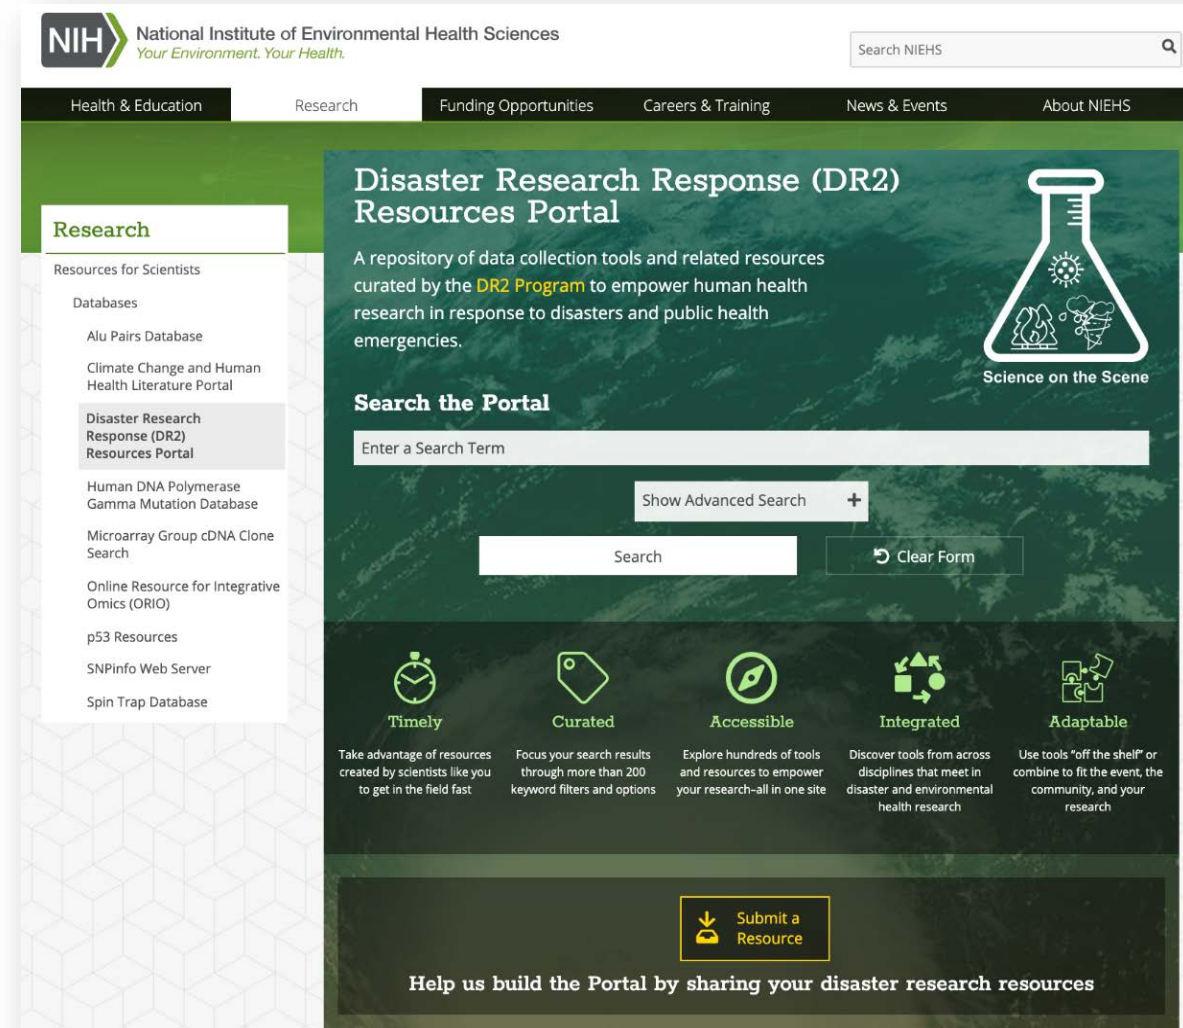 NIH
National Institute of Environmental Health Sciences
Your Environment. Your Health.
Search NIEHS
Health & Education
Research
Funding Opportunities
Careers & Training
News & Events
About NIEHS
Research
Resources for Scientists
Databases
Alu Pairs Database
Climate Change and Human
Health Literature Portal
Disaster Research
Response (DR2)
Resources Portal
Human DNA Polymerase
Gamma Mutation Database
Microarray Group cDNA Clone
Search
Online Resource for Integrative
Omics (ORIO)
p53 Resources
SNPinfo Web Server
Spin Trap Database
Disaster Research Response (DR2)
Resources Portal
A repository of data collection tools and related resources
curated by the DR2 Program to empower human health
research in response to disasters and public health
emergencies.
Science on the Scene
Search the Portal
Enter a Search Term
Show Advanced Search +
Search
Clear Form
Timely
Take advantage of resources
created by scientists like you
to get in the field fast
Curated
Focus your search results
through more than 200
keyword filters and options
Accessible
Explore hundreds of tools
and resources to empower
your research–all in one site
Integrated
Discover tools from across
disciplines that meet in
disaster and environmental
health research
Adaptable
Use tools "off the shelf" or
combine to fit the event, the
community, and your
research
Submit a
Resource
Help us build the Portal by sharing your disaster research resources